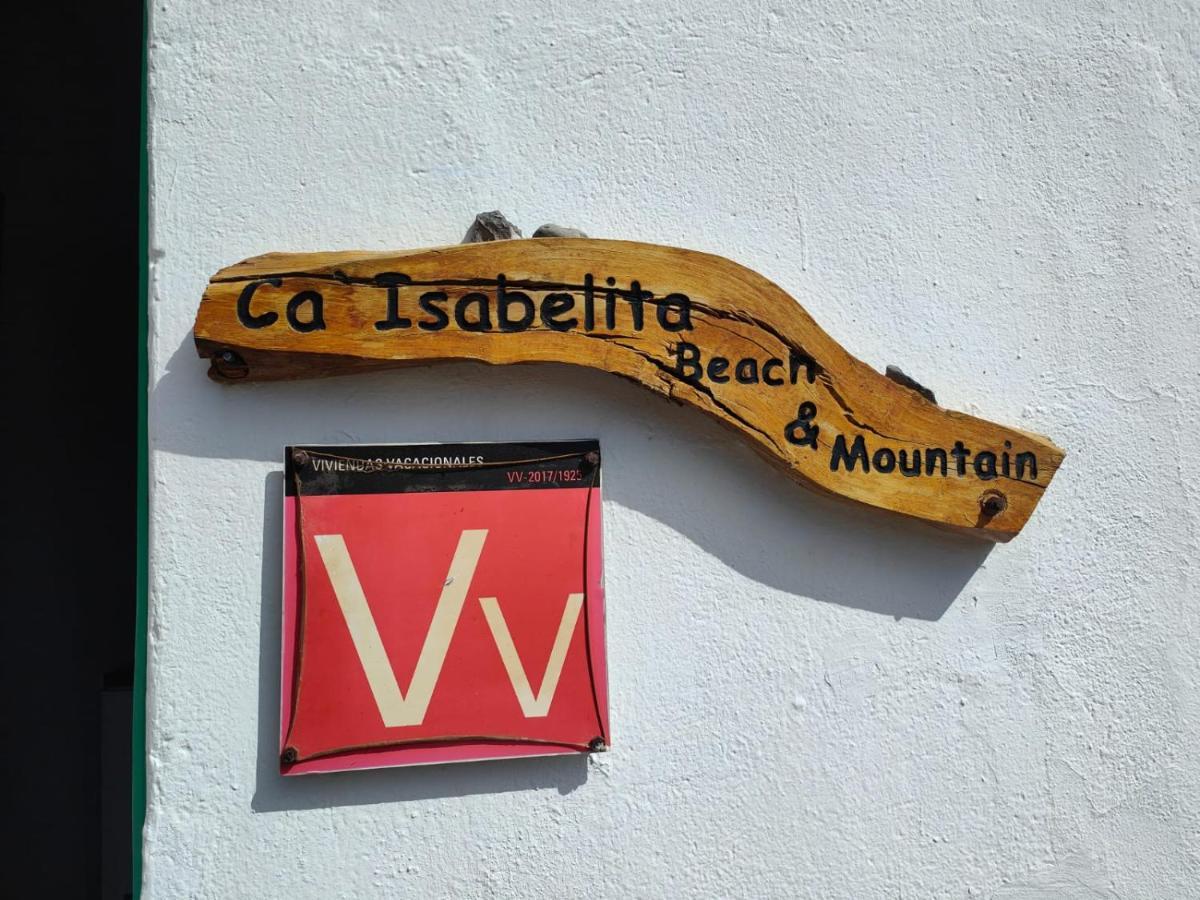 Ca`Isabelita
Beach
&
Mountain
VIVIENDAS VACACIONALES
VV-2017/1925
Vv